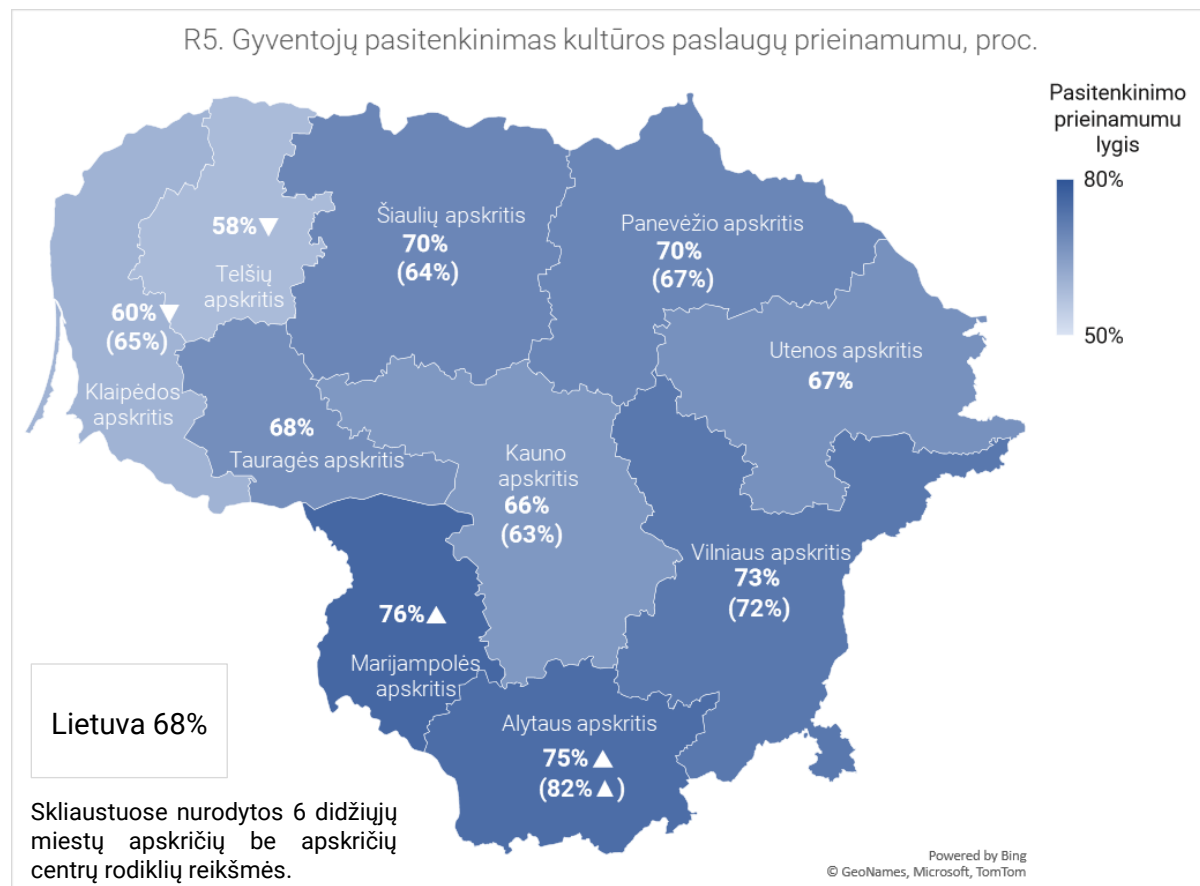 R5. Gyventojų pasitenkinimas kultūros paslaugų prieinamumu, proc.
Pasitenkinimo
prieinamumu
lygis
80%
50%
58%▼
Telšių
apskritis
60%▼
(65%)
Klaipėdos
apskritis
Šiaulių apskritis
70%
(64%)
Panevėžio apskritis
70%
(67%)
Utenos apskritis
67%
68%
Tauragės apskritis
Kauno
apskritis
66%
(63%)
Vilniaus apskritis
73%
(72%)
76%▲
Marijampolės
apskritis
Alytaus apskritis
75%▲
(82%▲)
Lietuva 68%
Skliaustuose nurodytos 6 didžiųjų
miestų apskričių be apskričių
centrų rodiklių reikšmės.
Powered by Bing
© GeoNames, Microsoft, TomTom